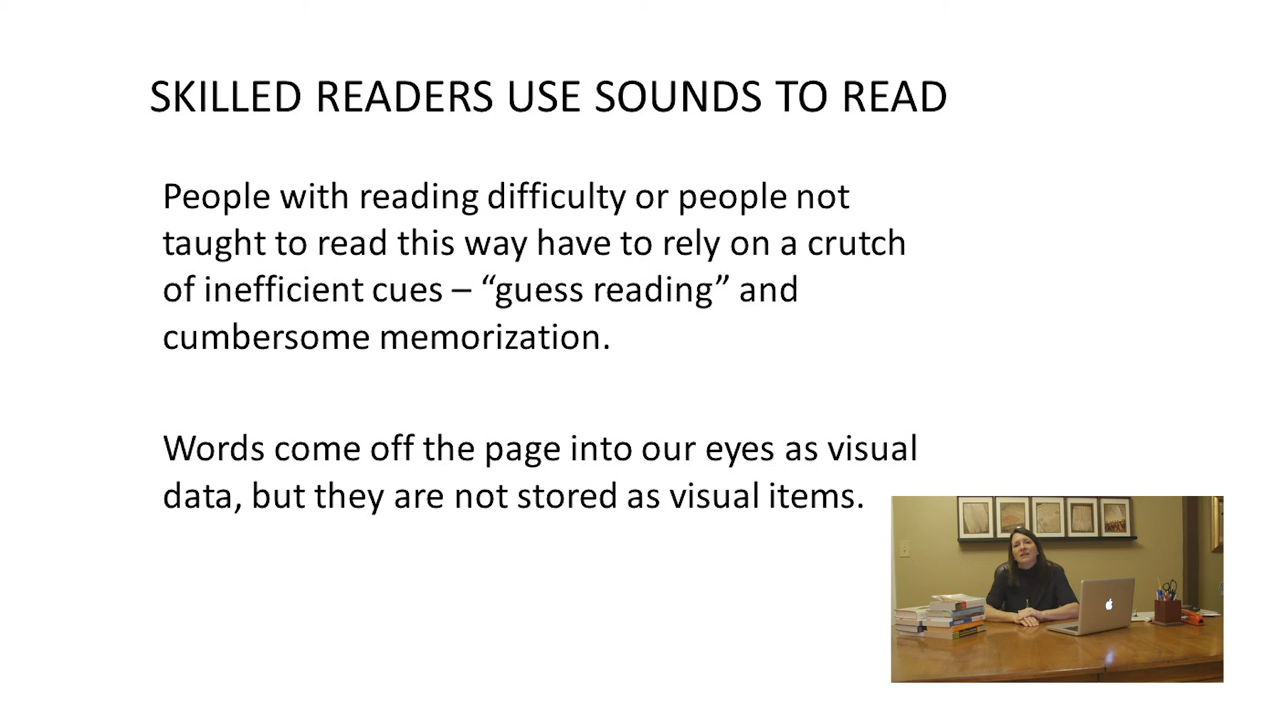 SKILLED READERS USE SOUNDS TO READ
People with reading difficulty or people not
taught to read this way have to rely on a crutch
of inefficient cues – “guess reading” and
cumbersome memorization.
Words come off the page into our eyes as visual
data, but they are not stored as visual items.